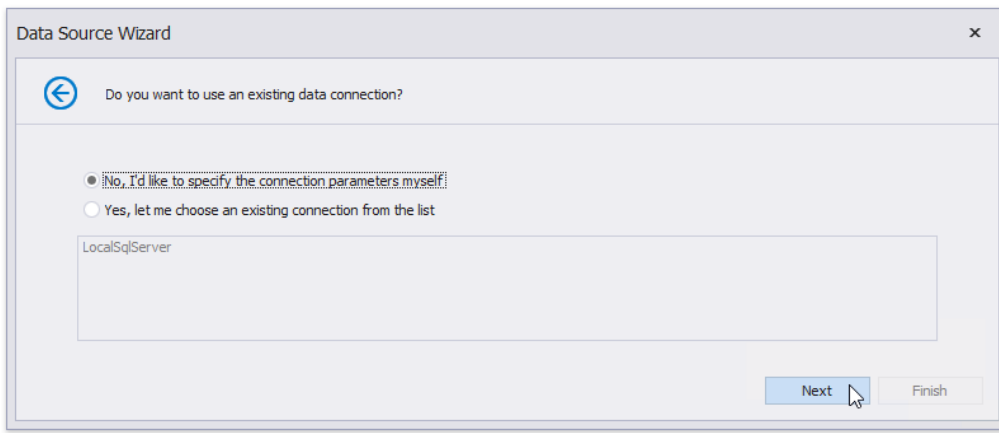 Data Source Wizard
Do you want to use an existing data connection?
No, I'd like to specify the connection parameters myself
Yes, let me choose an existing connection from the list
LocalSqlServer
Next
Finish